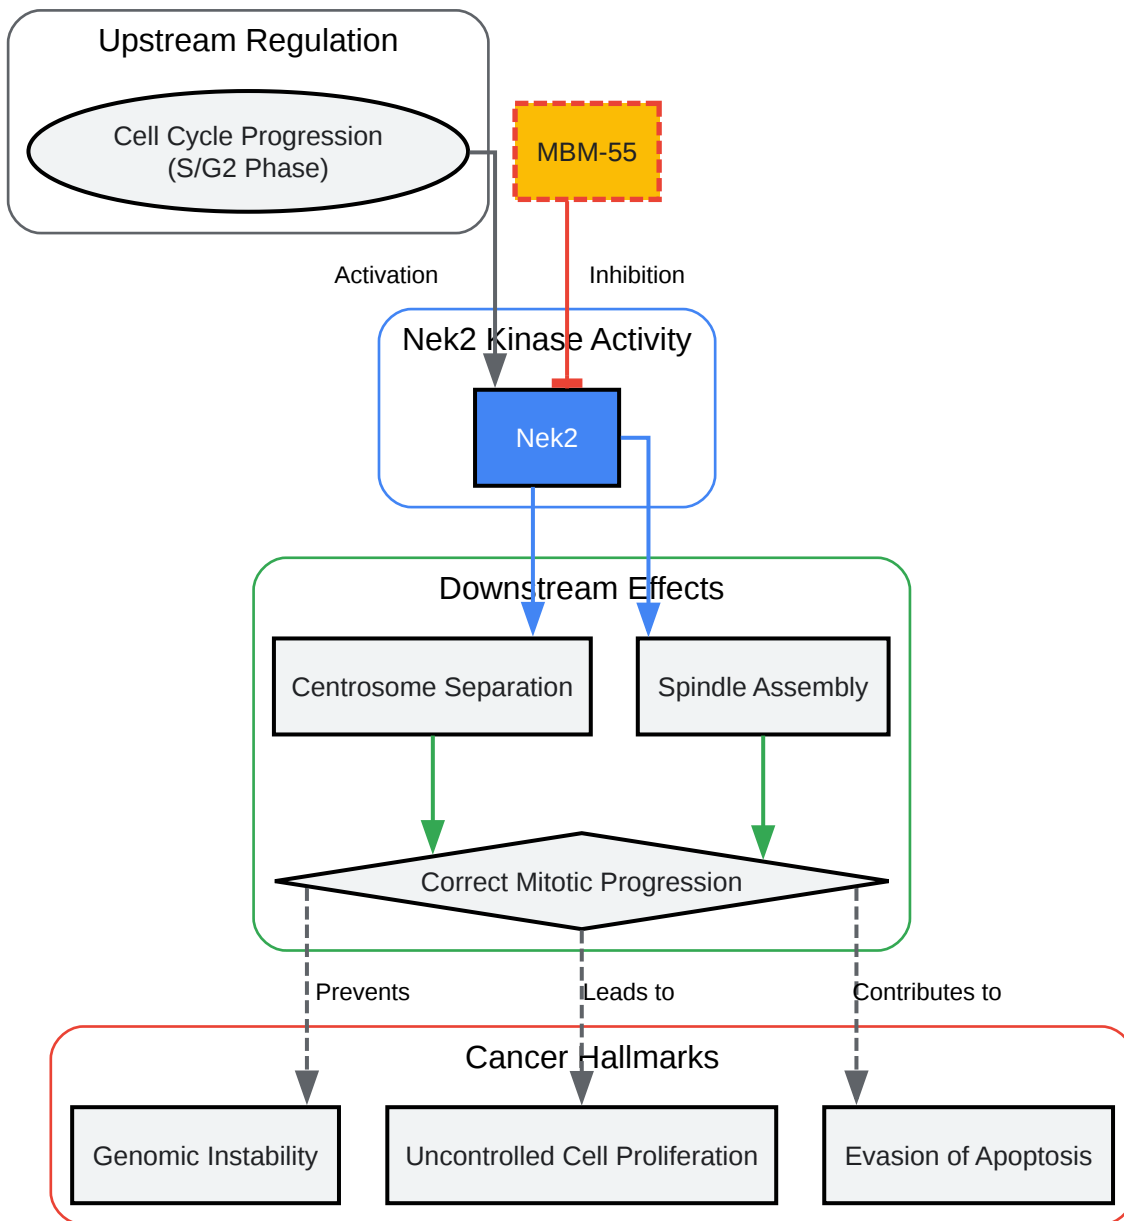 Upstream Regulation
Cell Cycle Progression
(S/G2 Phase)
MBM-55
Activation
Inhibition
Nek2 Kinase Activity
Nek2
Downstream Effects
Centrosome Separation
Spindle Assembly
Correct Mitotic Progression
Prevents
Leads to
Contributes to
Cancer Hallmarks
Genomic Instability
Uncontrolled Cell Proliferation
Evasion of Apoptosis